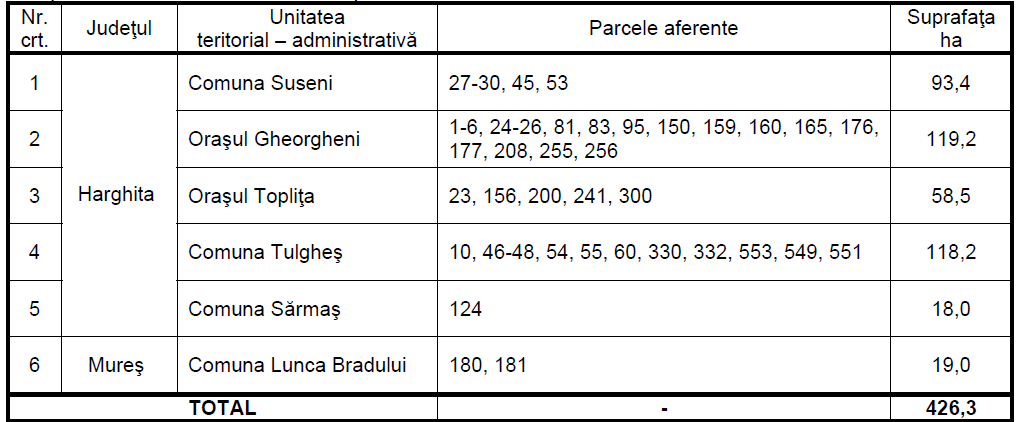 Nr. crt. | Judeţul | Unitatea teritorial – administrativă | Parcele aferente | Suprafaţa ha
1 | Harghita | Comuna Suseni | 27-30, 45, 53 | 93,4
2 | Oraşul Gheorgheni | 1-6, 24-26, 81, 83, 95, 150, 159, 160, 165, 176,
177, 208, 255, 256 | 119,2
3 | Oraşul Topliţa | 23, 156, 200, 241, 300 | 58,5
4 | Comuna Tulgheş | 10, 46-48, 54, 55, 60, 330, 332, 553, 549, 551 | 118,2
5 | Comuna Sărmaş | 124 | 18,0
6 | Mureş | Comuna Lunca Bradului | 180, 181 | 19,0
TOTAL | - | 426,3